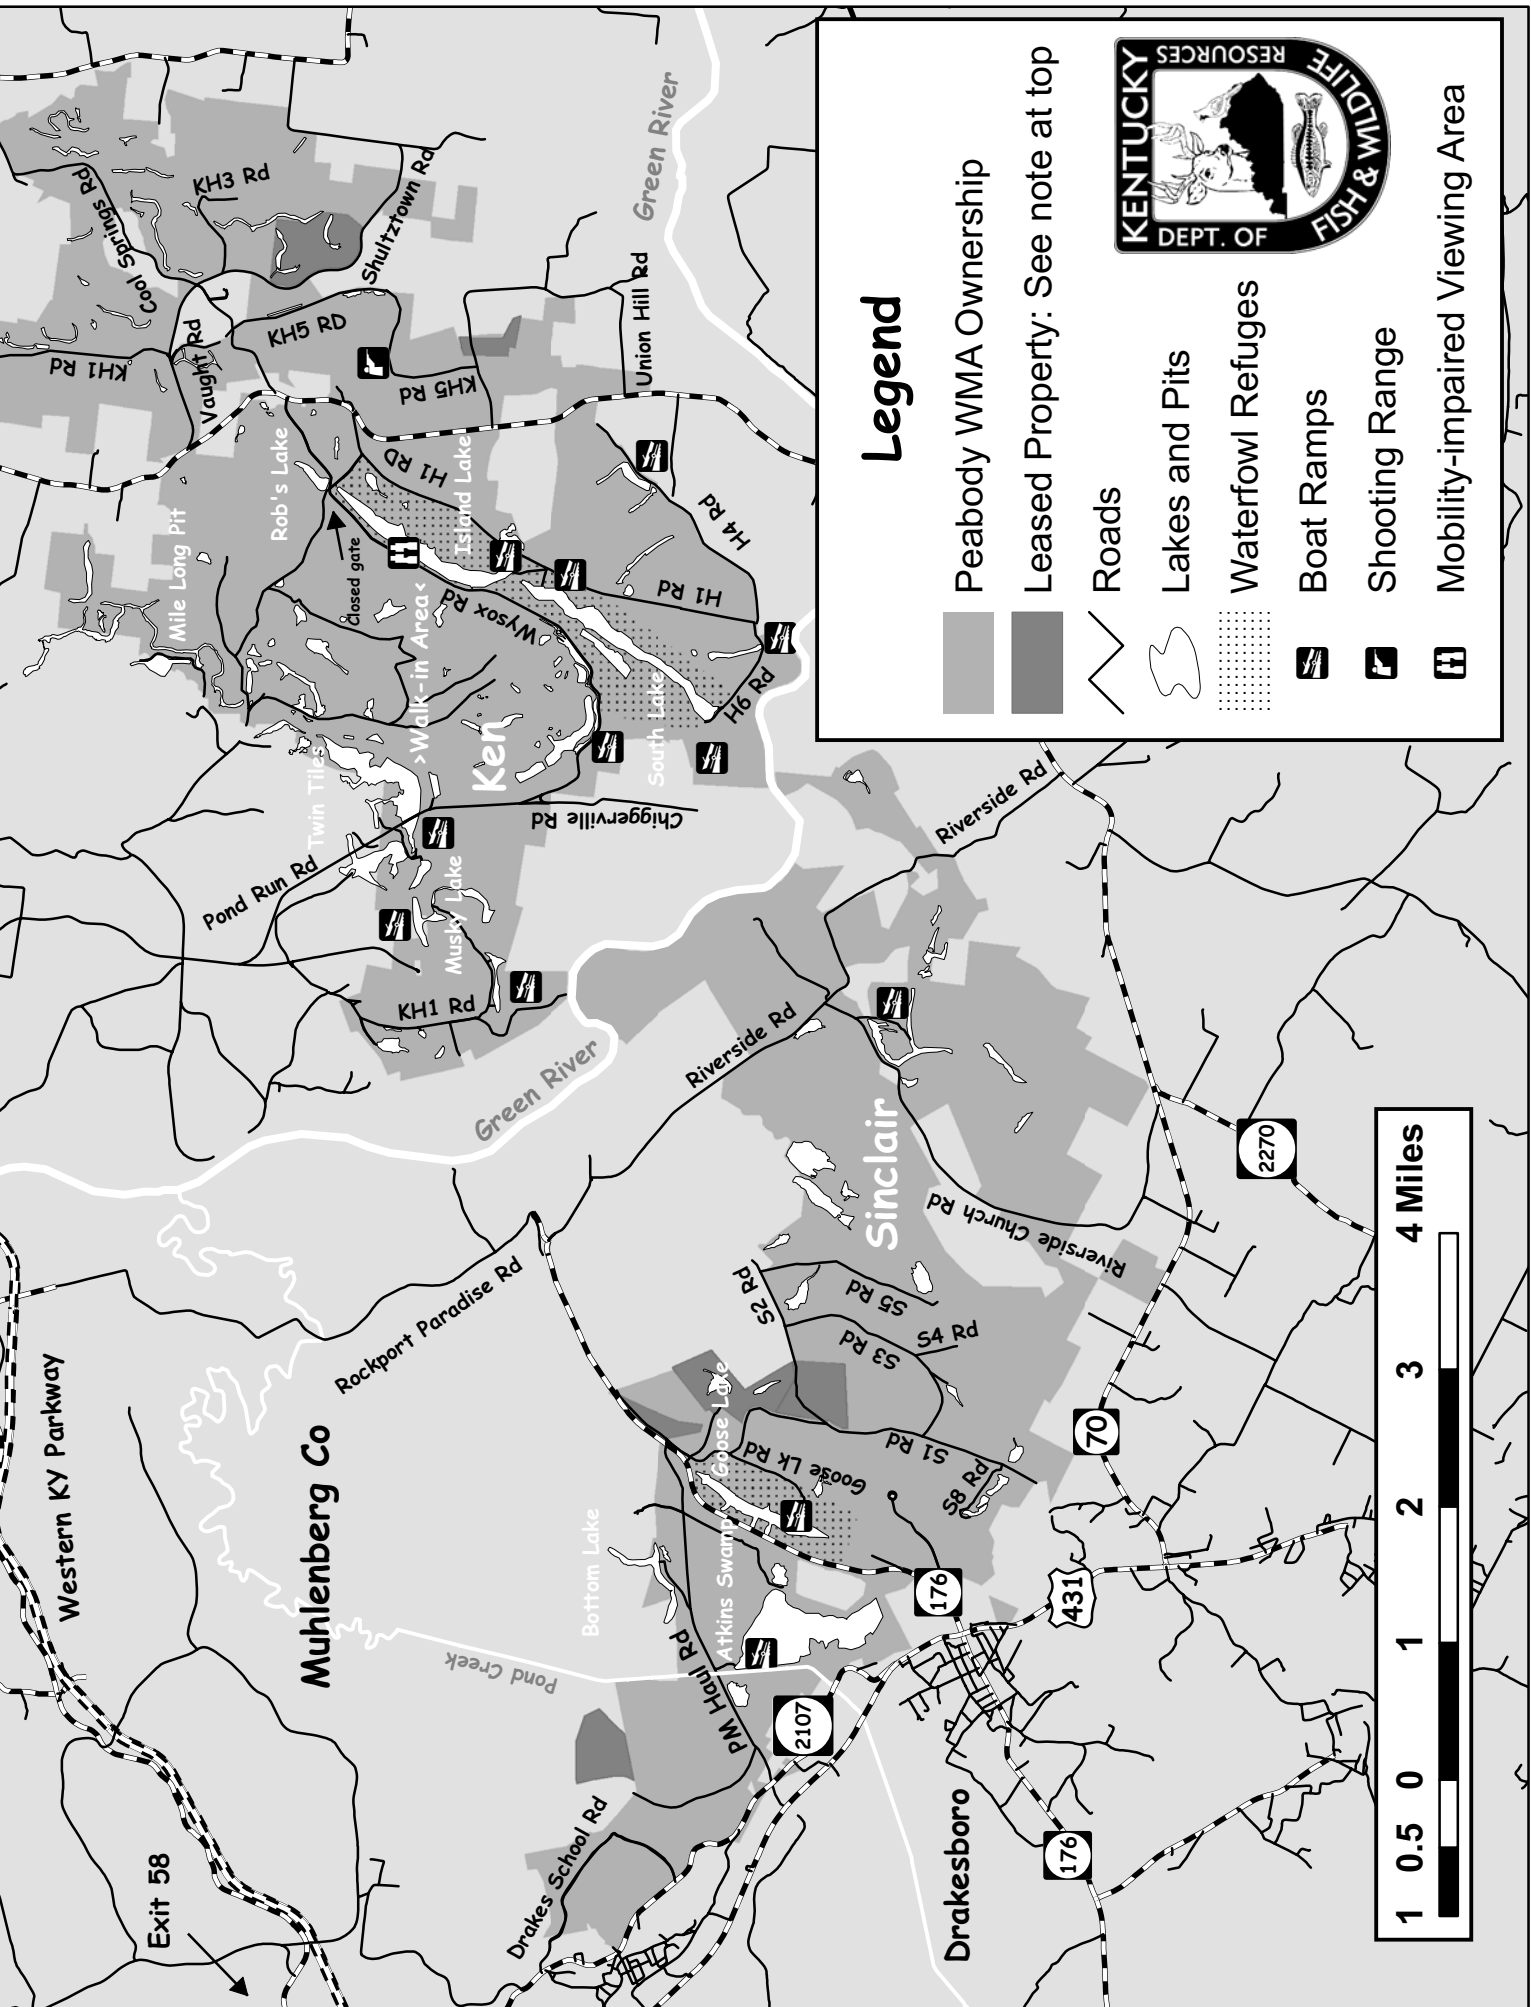 Western KY Parkway
Exit 58
Muhlenberg Co
Rockport Paradise Rd
Pond Creek
Drakes School Rd
PM Haul Rd
Bottom Lake
Atkins Swamp
Goose Lake
Goose Lk Rd
S1 Rd
S2 Rd
S3 Rd
S4 Rd
S5 Rd
S8 Rd
2107
176
431
70
176
2270
Drakesboro
Sinclair
Riverside Church Rd
Riverside Rd
Riverside Rd
Green River
Green River
KH1 Rd
Pond Run Rd
Musky Lake
Twin Tiles
Chiggerville Rd
Ken
>Walk-in Area<
Mile Long Pit
Rob's Lake
Closed gate
Wysox Rd
Island Lake
South Lake
H1 RD
H1 Rd
H4 Rd
H6 Rd
Union Hill Rd
KH5 Rd
KH5 RD
Vaught Rd
KH1 Rd
Cool Springs Rd
KH3 Rd
Shultztown Rd
Legend
Peabody WMA Ownership
Leased Property: See note at top
Roads
Lakes and Pits
Waterfowl Refuges
Boat Ramps
Shooting Range
Mobility-impaired Viewing Area
KENTUCKY
DEPT. OF
FISH & WILDLIFE
RESOURCES
1 0.5 0 1 2 3 4 Miles